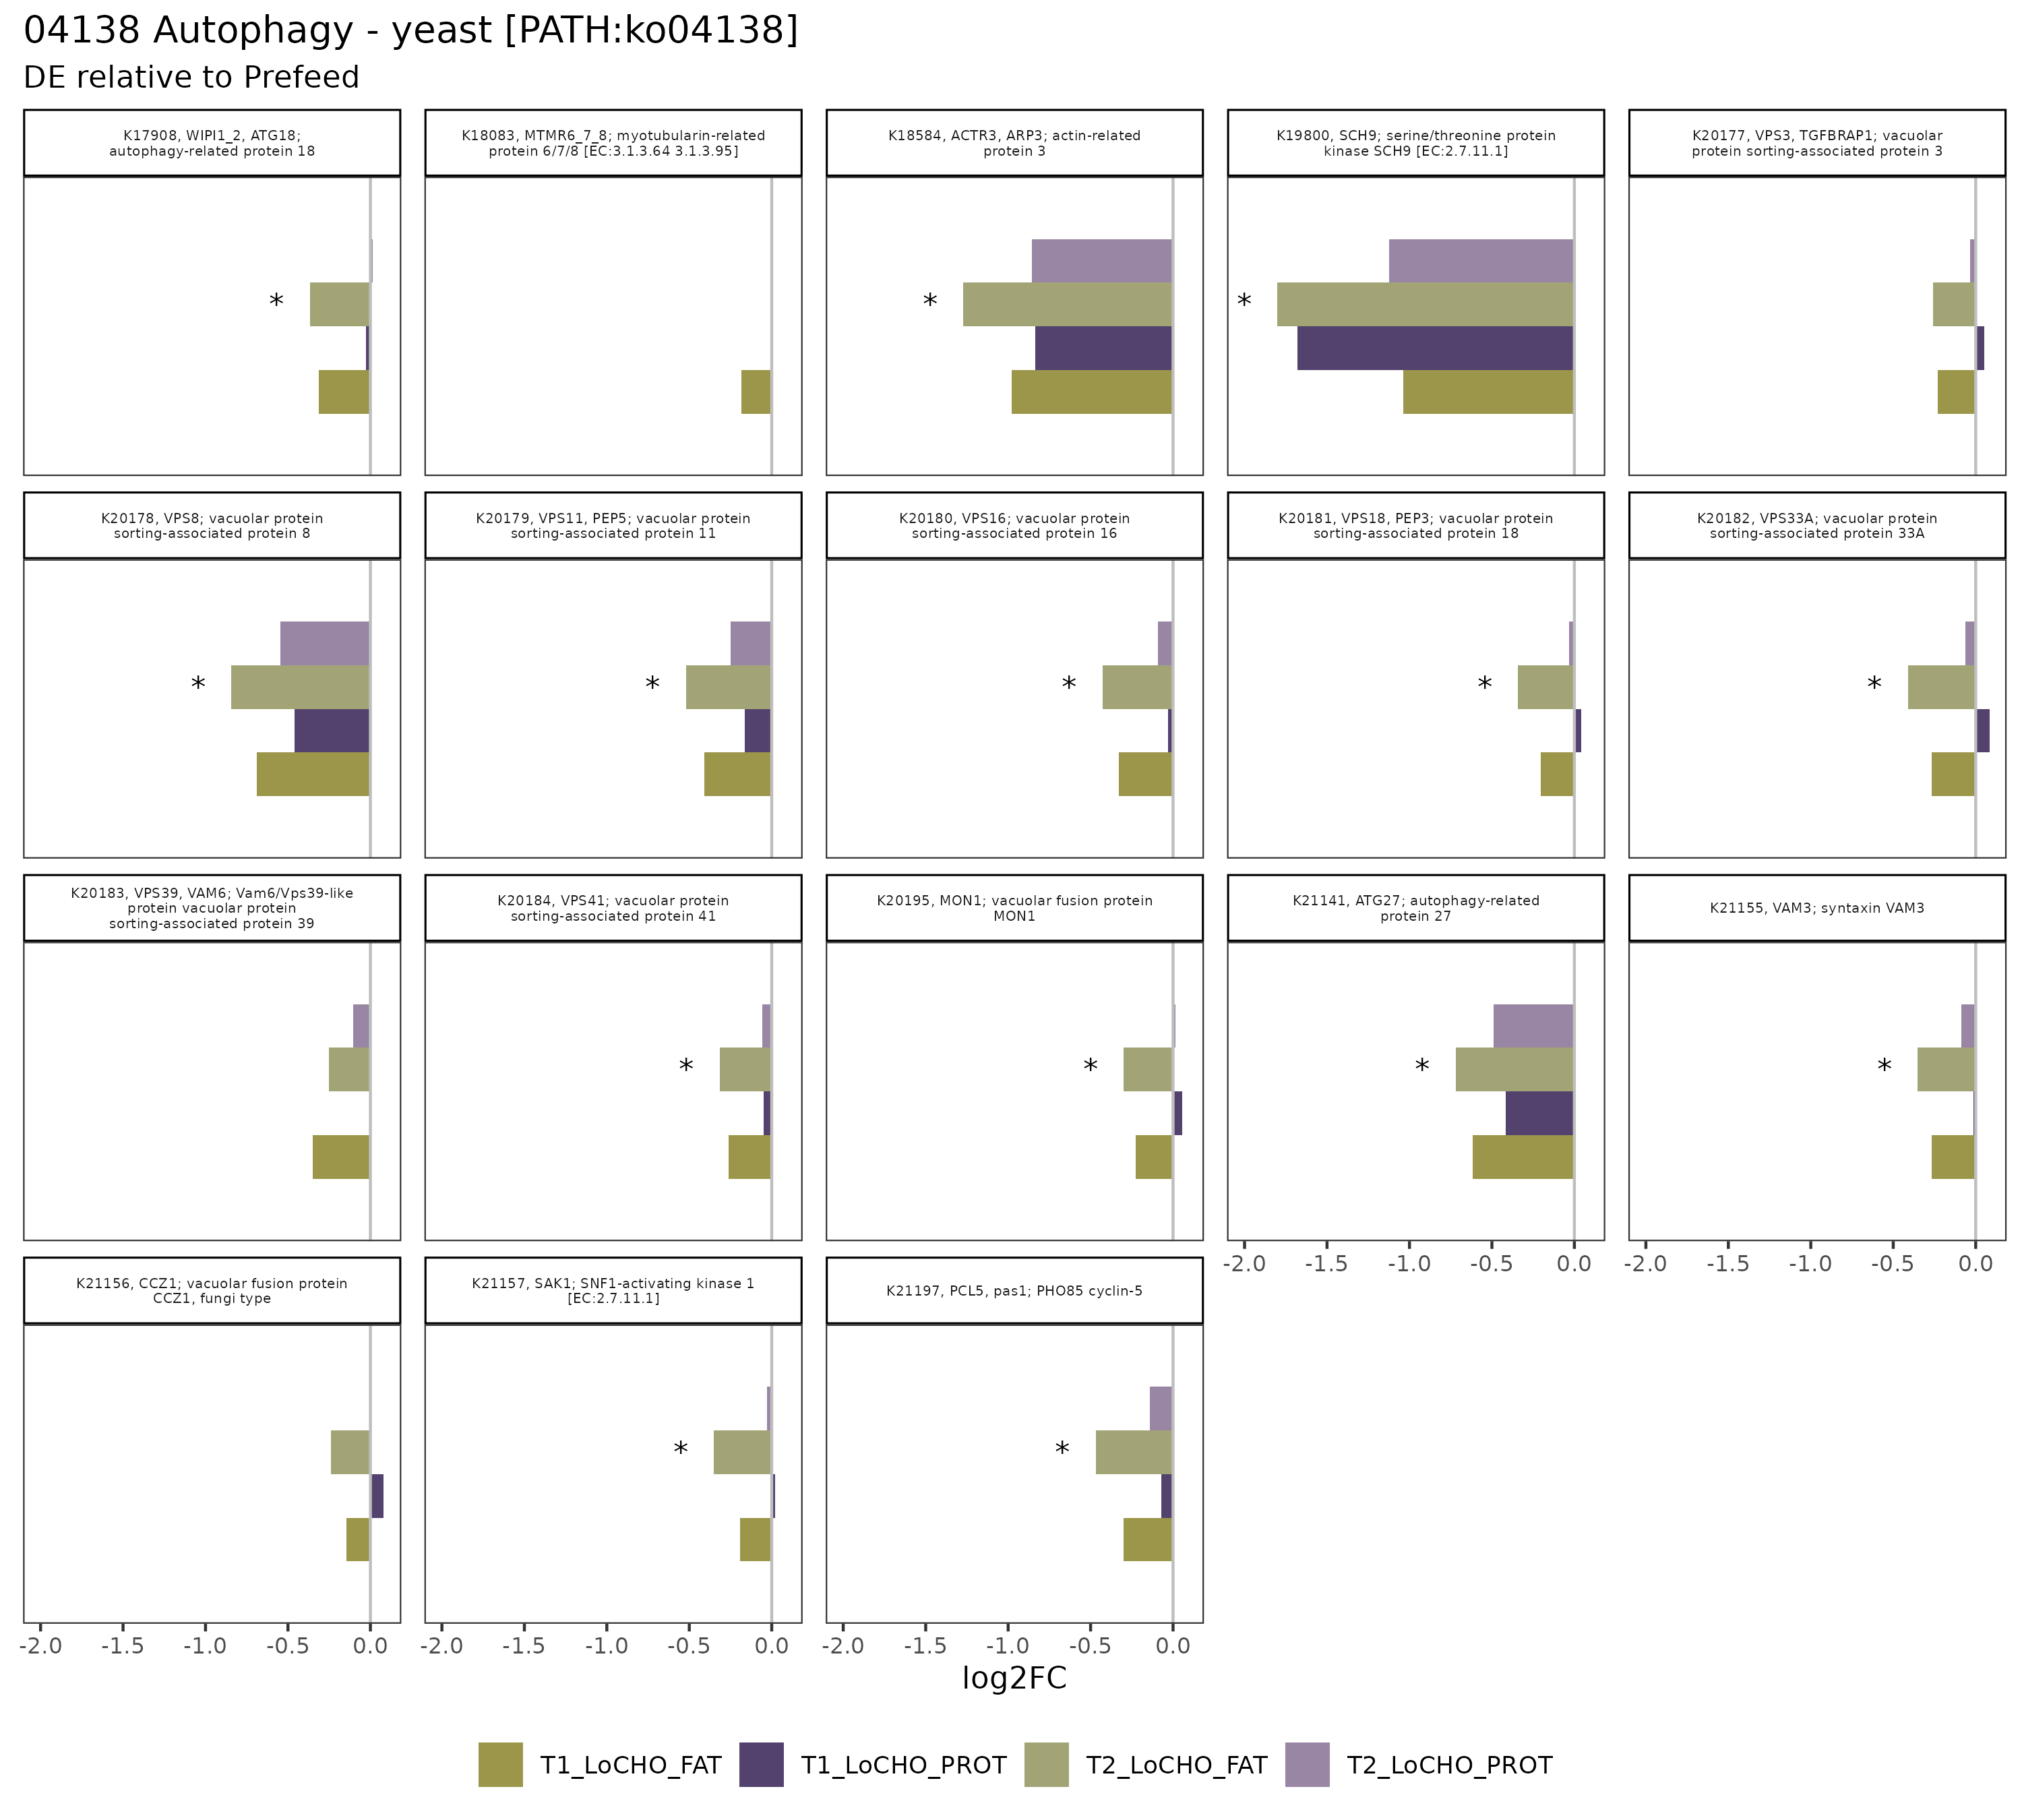 04138 Autophagy - yeast [PATH:ko04138]
DE relative to Prefeed
K17908, WIPI1_2, ATG18;
autophagy-related protein 18
K18083, MTMR6_7_8; myotubularin-related
protein 6/7/8 [EC:3.1.3.64 3.1.3.95]
K18584, ACTR3, ARP3; actin-related
protein 3
K19800, SCH9; serine/threonine protein
kinase SCH9 [EC:2.7.11.1]
K20177, VPS3, TGFBRAP1; vacuolar
protein sorting-associated protein 3
*
*
*
K20178, VPS8; vacuolar protein
sorting-associated protein 8
K20179, VPS11, PEP5; vacuolar protein
sorting-associated protein 11
K20180, VPS16; vacuolar protein
sorting-associated protein 16
K20181, VPS18, PEP3; vacuolar protein
sorting-associated protein 18
K20182, VPS33A; vacuolar protein
sorting-associated protein 33A
*
*
*
*
*
K20183, VPS39, VAM6; Vam6/Vps39-like
protein vacuolar protein
sorting-associated protein 39
K20184, VPS41; vacuolar protein
sorting-associated protein 41
K20195, MON1; vacuolar fusion protein
MON1
K21141, ATG27; autophagy-related
protein 27
K21155, VAM3; syntaxin VAM3
*
*
*
*
-2.0 -1.5 -1.0 -0.5 0.0
-2.0 -1.5 -1.0 -0.5 0.0
K21156, CCZ1; vacuolar fusion protein
CCZ1, fungi type
K21157, SAK1; SNF1-activating kinase 1
[EC:2.7.11.1]
K21197, PCL5, pas1; PHO85 cyclin-5
*
*
-2.0 -1.5 -1.0 -0.5 0.0
-2.0 -1.5 -1.0 -0.5 0.0
-2.0 -1.5 -1.0 -0.5 0.0
log2FC
T1_LoCHO_FAT T1_LoCHO_PROT T2_LoCHO_FAT T2_LoCHO_PROT